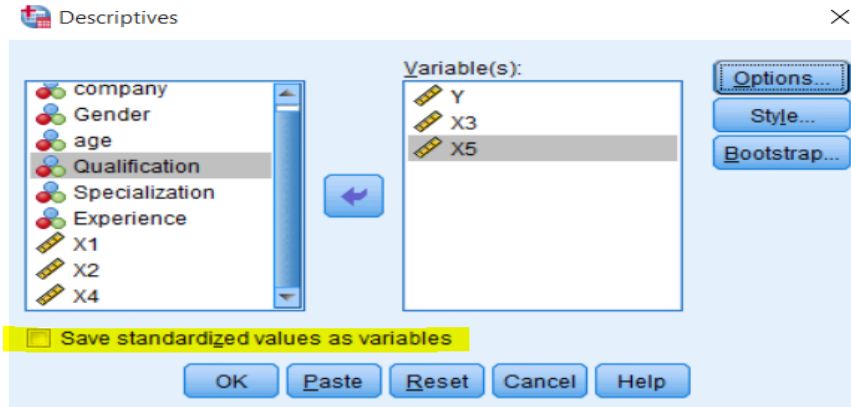 Descriptives
company
Gender
age
Qualification
Specialization
Experience
X1
X2
X4
Variable(s):
Y
X3
X5
Options...
Style...
Bootstrap...
Save standardized values as variables
OK Paste Reset Cancel Help